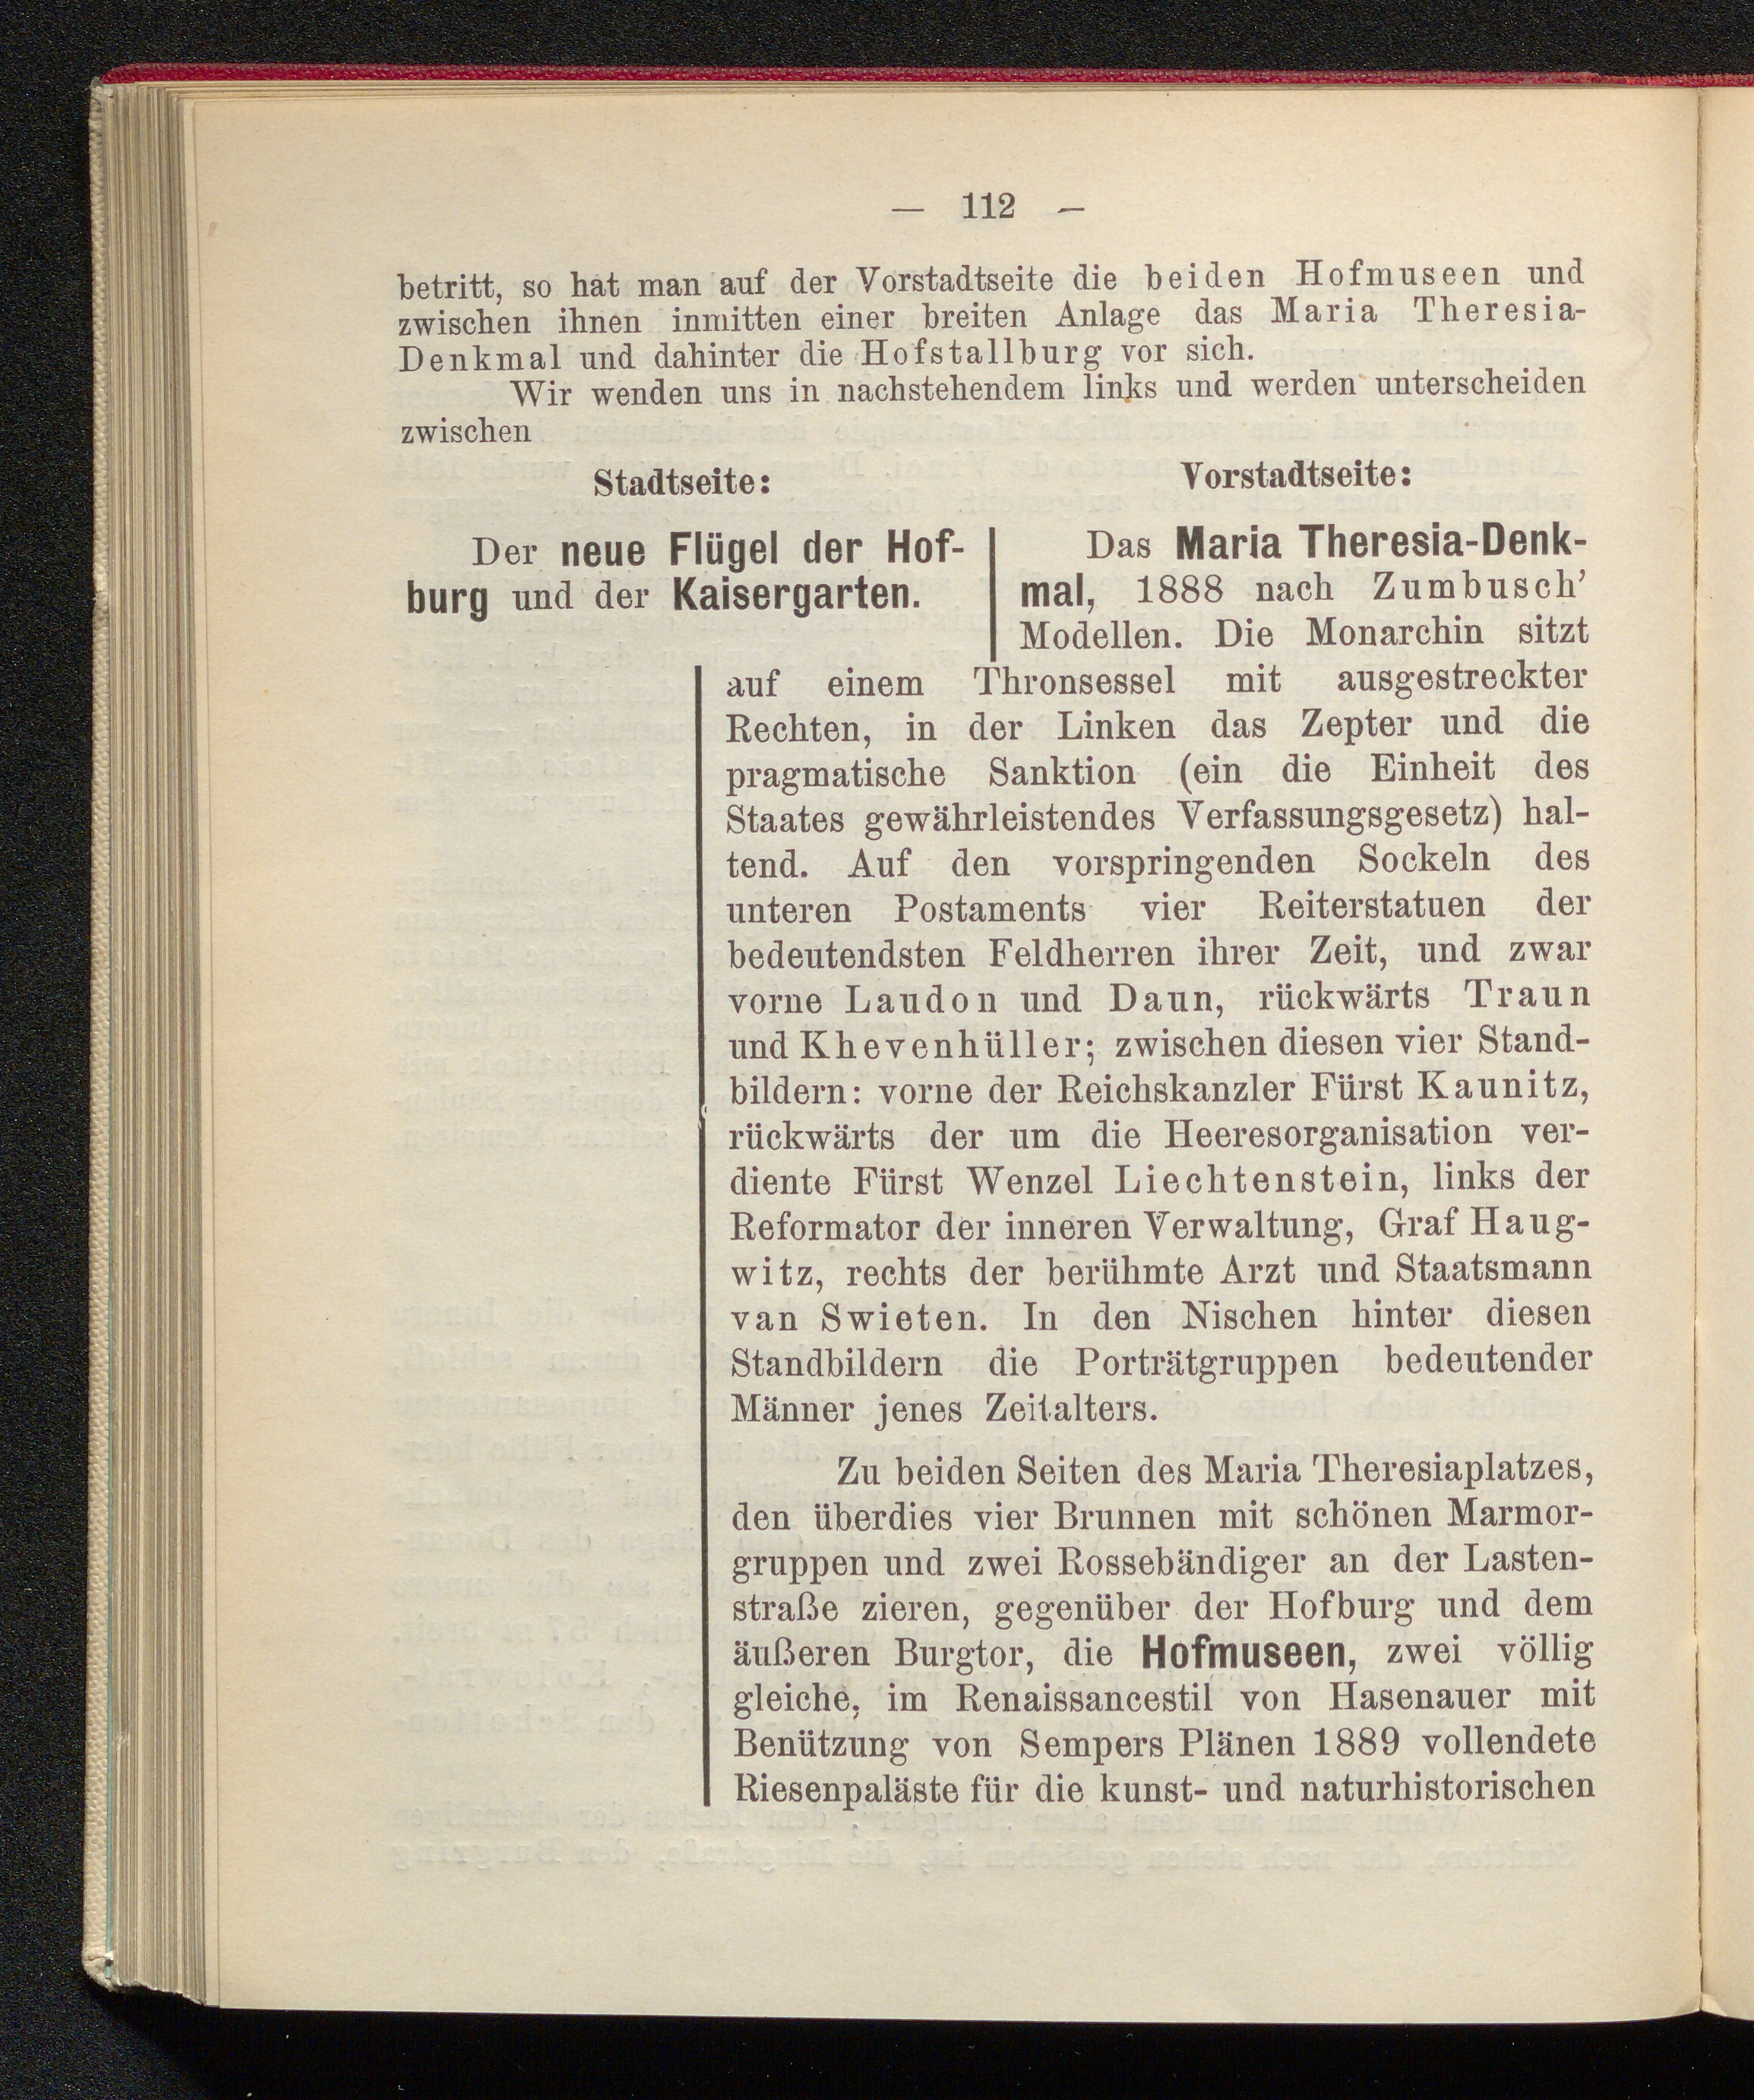 — 112 —
betritt, so hat man auf der Vorstadtseite die beiden Hofmuseen und
zwischen ihnen inmitten einer breiten Anlage das Maria Theresia-
Denkmal und dahinter die Hofstallburg vor sich.
Wir wenden uns in nachstehendem links und werden unterscheiden
zwischen
Stadtseite:
Der neue Flügel der Hof-
burg und der Kaisergarten.
Vorstadtseite:
Das Maria Theresia-Denk-
mal, 1888 nach Zumbusch'
Modellen. Die Monarchin sitzt
auf einem Thronsessel mit ausgestreckter
Rechten, in der Linken das Zepter und die
pragmatische Sanktion (ein die Einheit des
Staates gewährleistendes Verfassungsgesetz) hal-
tend. Auf den vorspringenden Sockeln des
unteren Postaments vier Reiterstatuen der
bedeutendsten Feldherren ihrer Zeit, und zwar
vorne Laudon und Daun, rückwärts Traun
und Khevenhüller; zwischen diesen vier Stand-
bildern: vorne der Reichskanzler Fürst Kaunitz,
rückwärts der um die Heeresorganisation ver-
diente Fürst Wenzel Liechtenstein, links der
Reformator der inneren Verwaltung, Graf Haug-
witz, rechts der berühmte Arzt und Staatsmann
van Swieten. In den Nischen hinter diesen
Standbildern die Porträtgruppen bedeutender
Männer jenes Zeitalters.
Zu beiden Seiten des Maria Theresiaplatzes,
den überdies vier Brunnen mit schönen Marmor-
gruppen und zwei Rossebändiger an der Lasten-
straße zieren, gegenüber der Hofburg und dem
äußeren Burgtor, die Hofmuseen, zwei völlig
gleiche, im Renaissancestil von Hasenauer mit
Benützung von Sempers Plänen 1889 vollendete
Riesenpaläste für die kunst- und naturhistorischen